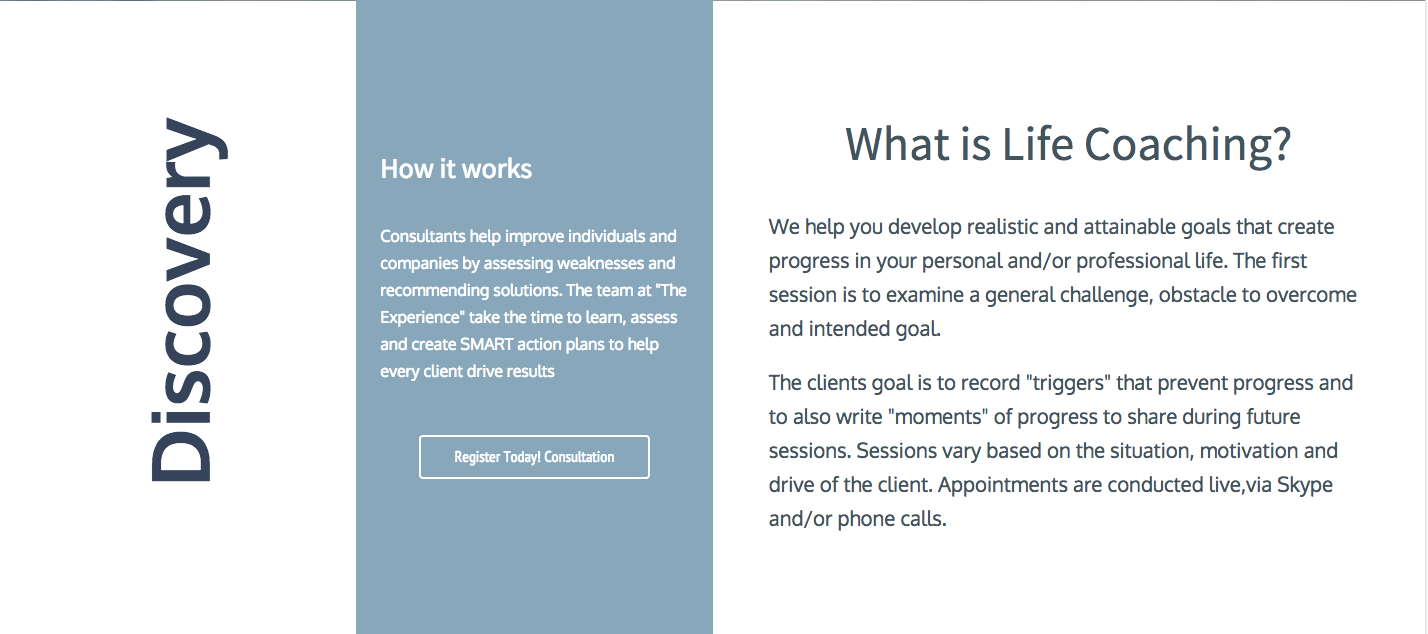 Discovery
How it works
Consultants help improve individuals and
companies by assessing weaknesses and
recommending solutions. The team at "The
Experience" take the time to learn, assess
and create SMART action plans to help
every client drive results
Register Today! Consultation
What is Life Coaching?
We help you develop realistic and attainable goals that create
progress in your personal and/or professional life. The first
session is to examine a general challenge, obstacle to overcome
and intended goal.
The clients goal is to record "triggers" that prevent progress and
to also write "moments" of progress to share during future
sessions. Sessions vary based on the situation, motivation and
drive of the client. Appointments are conducted live,via Skype
and/or phone calls.